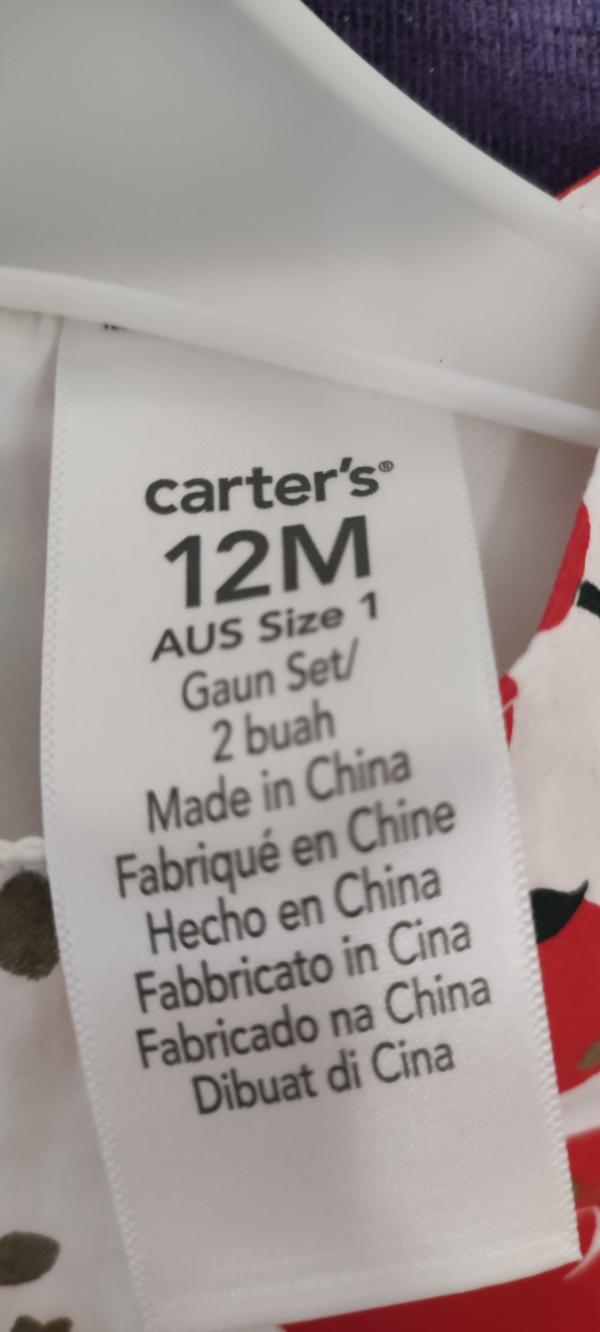 carter's®
12M
AUS Size 1
Gaun Set/
2 buah
Made in China
Fabriqué en Chine
Hecho en China
Fabbricato in Cina
Fabricado na China
Dibuat di Cina